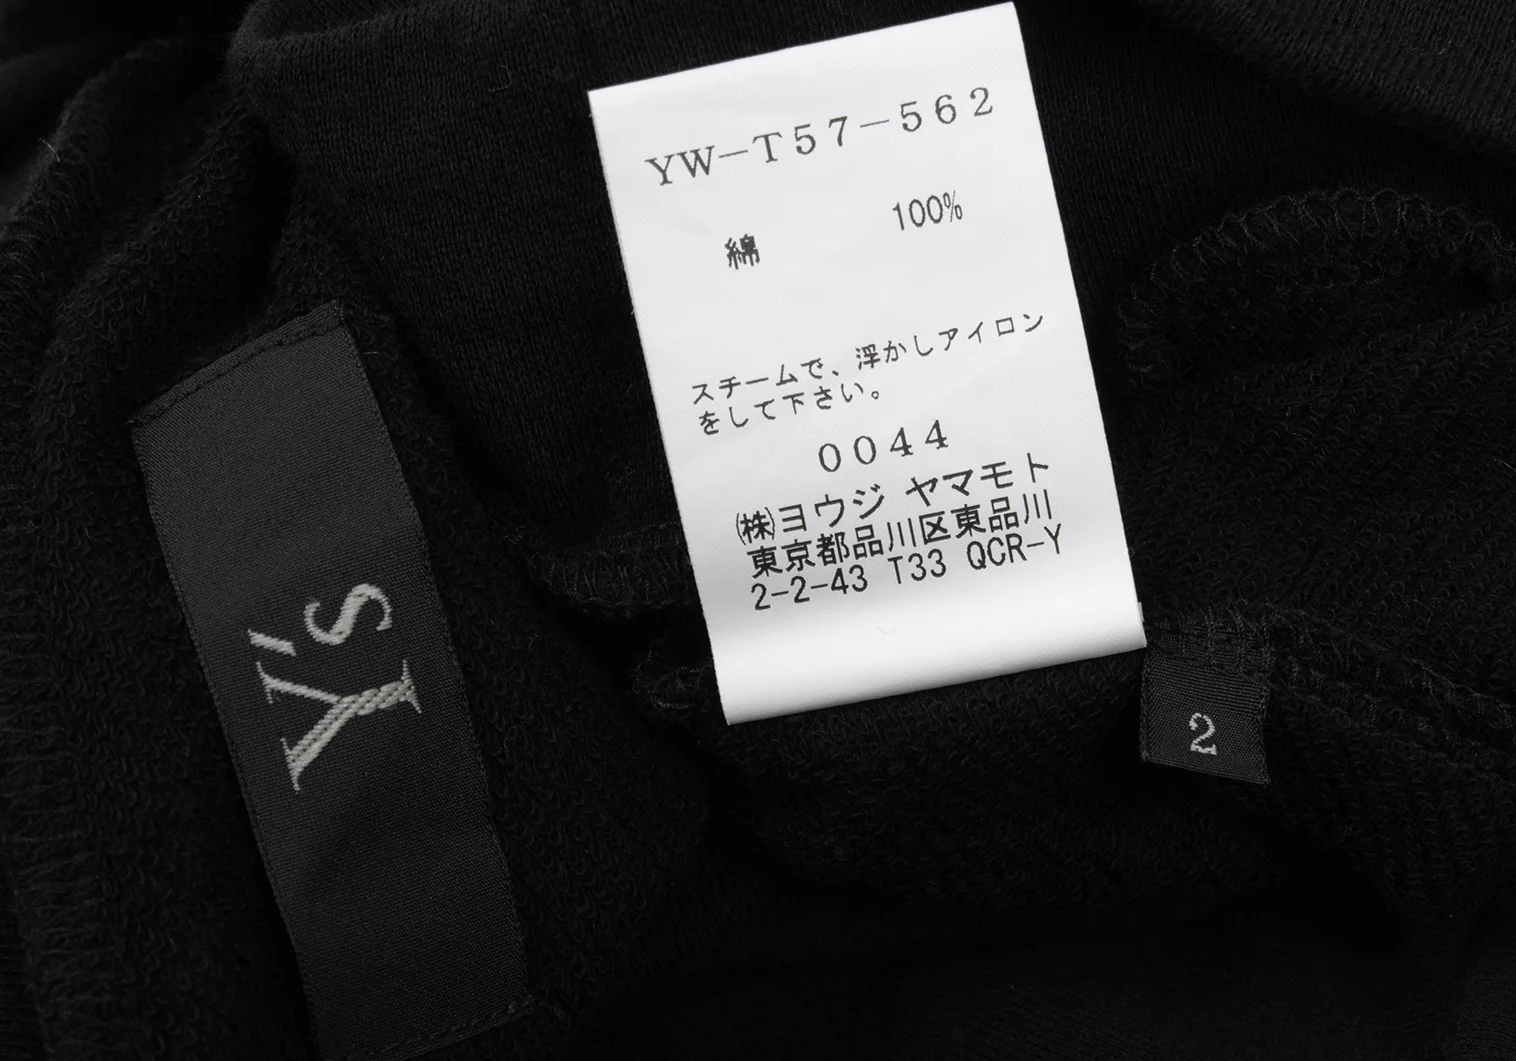 YW-T57-562
綿 100%
スチームで、浮かしアイロン
をして下さい。
0044
㈱ヨウジ ヤマモト
東京都品川区東品川
2-2-43 T33 QCR-Y
Y's
2